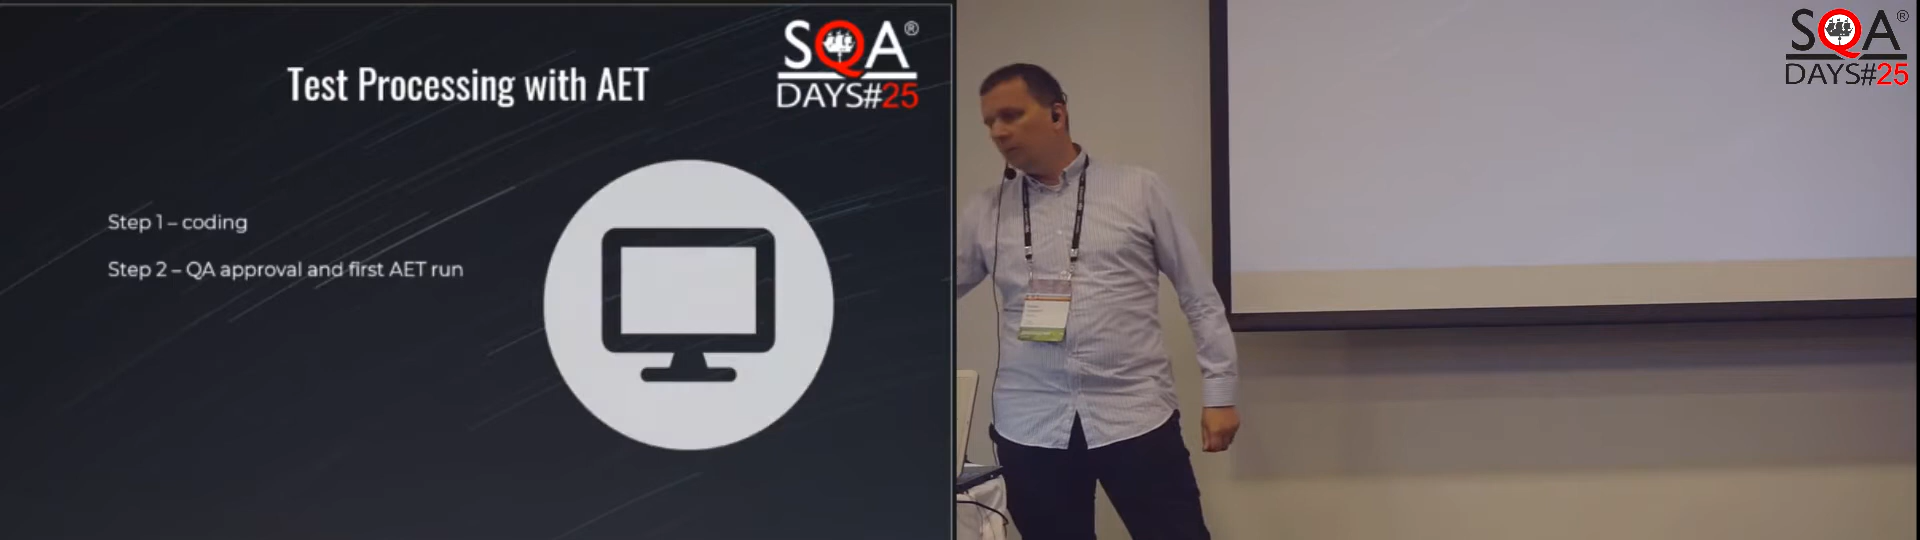 Test Processing with AET
SQA®
DAYS#25
Step 1 – coding
Step 2 – QA approval and first AET run
SQA®
DAYS#25